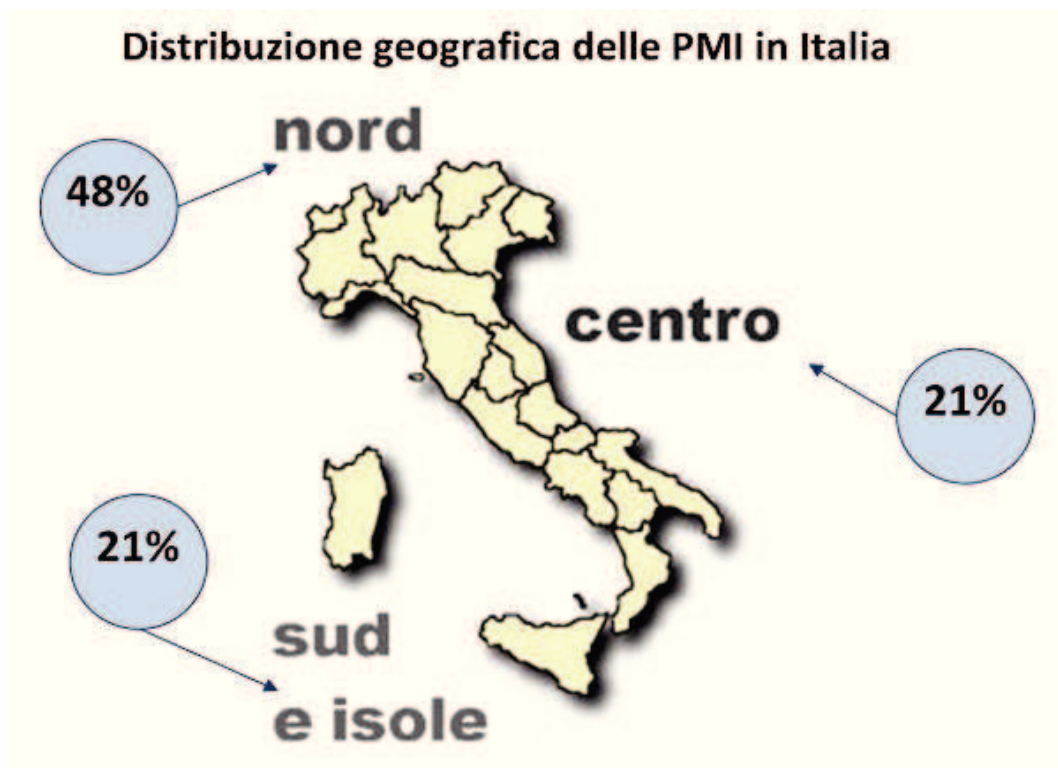 Distribuzione geografica delle PMI in Italia
nord
48%
centro
21%
21%
sud
e isole